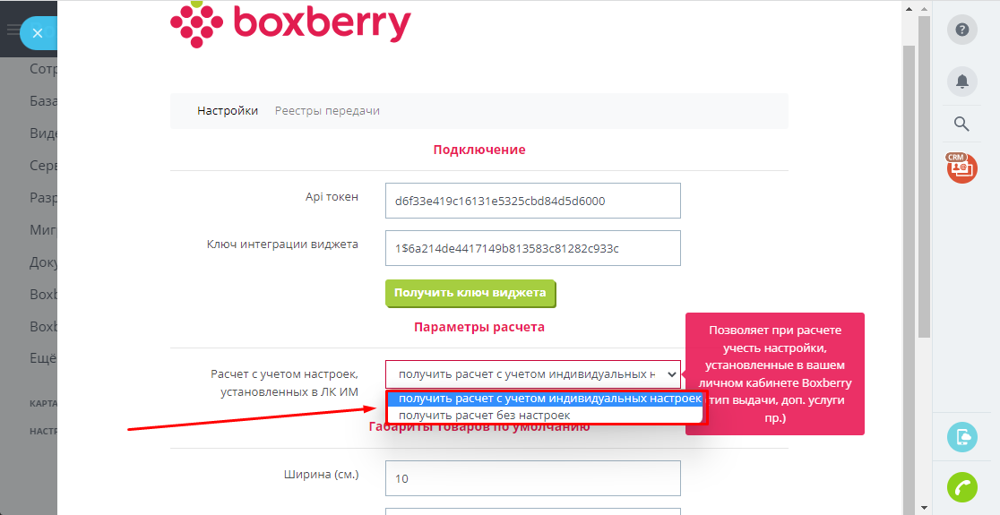 boxberry
Сотр
База
Виде
Серв
Разр
Миг
Доку
Boxb
Boxb
Ещё
КАРТА
НАСТР
Настройки Реестры передачи
Подключение
Api токен d6f33e419c16131e5325cbd84d5d6000
Ключ интеграции виджета 1$6a214de4417149b813583c81282c933c
Получить ключ виджета
Параметры расчета
Расчет с учетом настроек,
установленных в ЛК ИМ
получить расчет с учетом индивидуальных н
получить расчет с учетом индивидуальных настроек
получить расчет без настроек
Позволяет при расчете
учесть настройки,
установленные в вашем
личном кабинете Boxberry
тип выдачи, доп. услуги
пр.)
Габариты товаров по умолчанию
Ширина (см.) 10
CRM